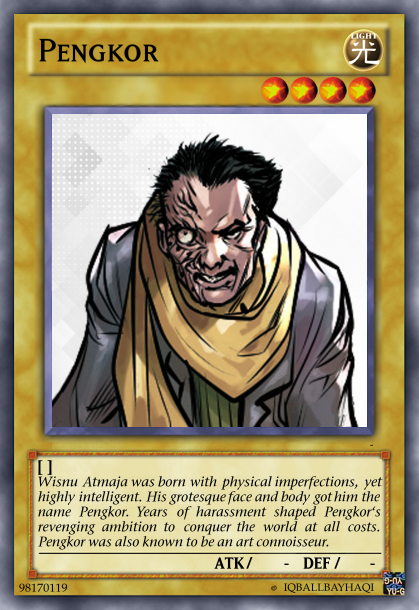 PENGKOR
LIGHT
光
[ ]
Wisnu Atmaja was born with physical imperfections, yet
highly intelligent. His grotesque face and body got him the
name Pengkor. Years of harassment shaped Pengkor's
revenging ambition to conquer the world at all costs.
Pengkor was also known to be an art connoisseur.
ATK / - DEF / -
98170119
© IQBALLBAYHAQI
YU-G